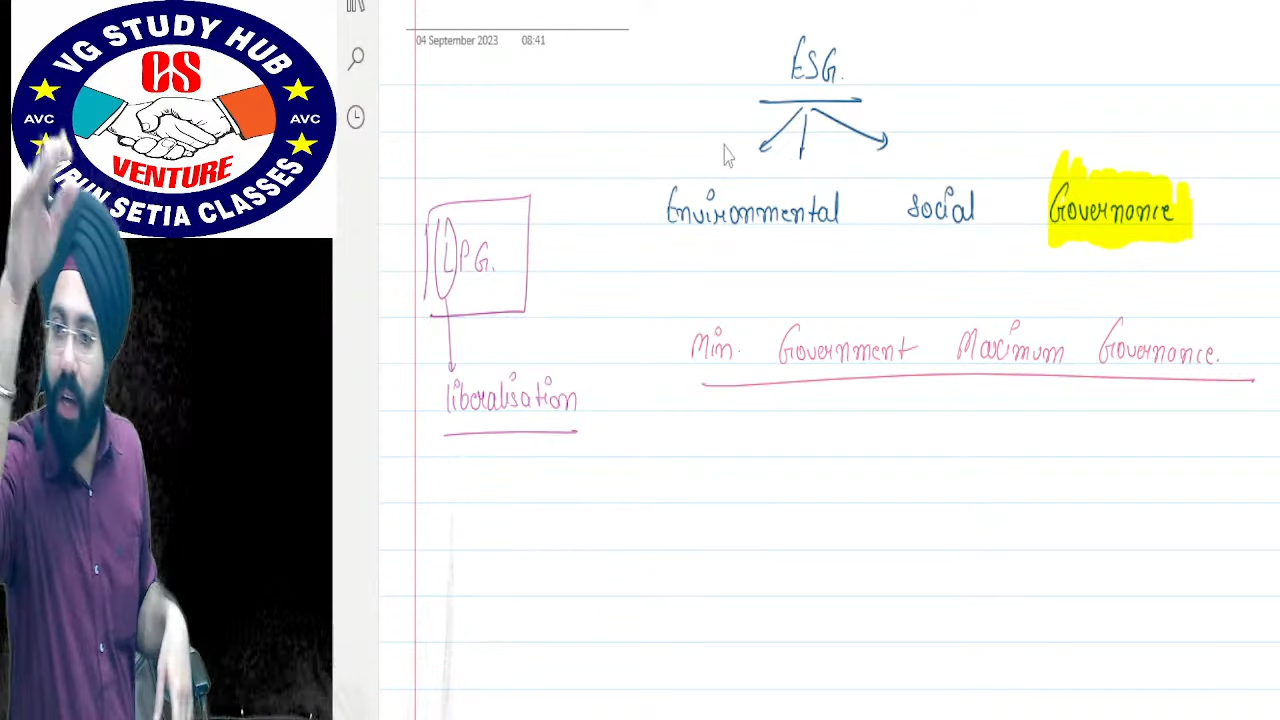 VG STUDY HUB
CS
AVC
AVC
VENTURE
SETIA CLASSES
04 September 2023 08:41
ESG.
Environmental Social Governance
LPG.
Min. Government Maximum Governance.
liberalisation